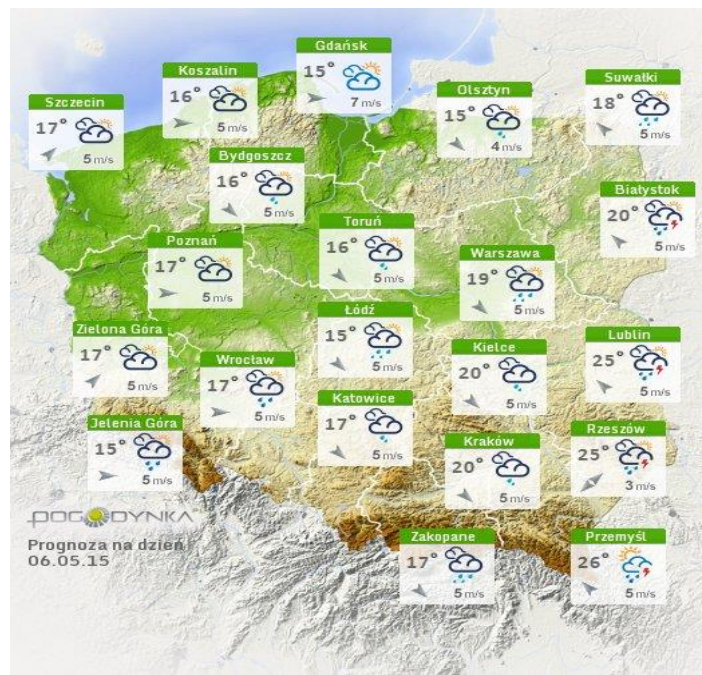 Gdańsk
15°
7 m/s
Koszalin
16°
5 m/s
Suwałki
18°
5 m/s
Olsztyn
15°
4 m/s
Szczecin
17°
5 m/s
Bydgoszcz
16°
5 m/s
Białystok
20°
5 m/s
Toruń
16°
5 m/s
Poznań
17°
5 m/s
Warszawa
19°
5 m/s
Łódź
15°
5 m/s
Zielona Góra
17°
5 m/s
Lublin
25°
5 m/s
Kielce
20°
5 m/s
Wrocław
17°
5 m/s
Katowice
17°
5 m/s
Jelenia Góra
15°
5 m/s
Rzeszów
25°
3 m/s
Kraków
20°
5 m/s
POGODYNKA
Prognoza na dzień
06.05.15
Zakopane
17°
5 m/s
Przemyśl
26°
5 m/s